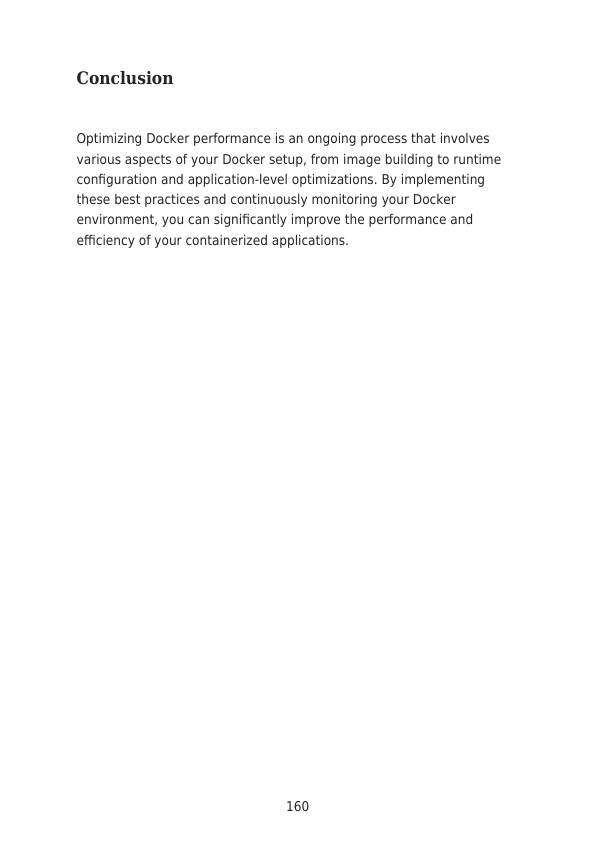 Conclusion
Optimizing Docker performance is an ongoing process that involves
various aspects of your Docker setup, from image building to runtime
configuration and application-level optimizations. By implementing
these best practices and continuously monitoring your Docker
environment, you can significantly improve the performance and
efficiency of your containerized applications.
160